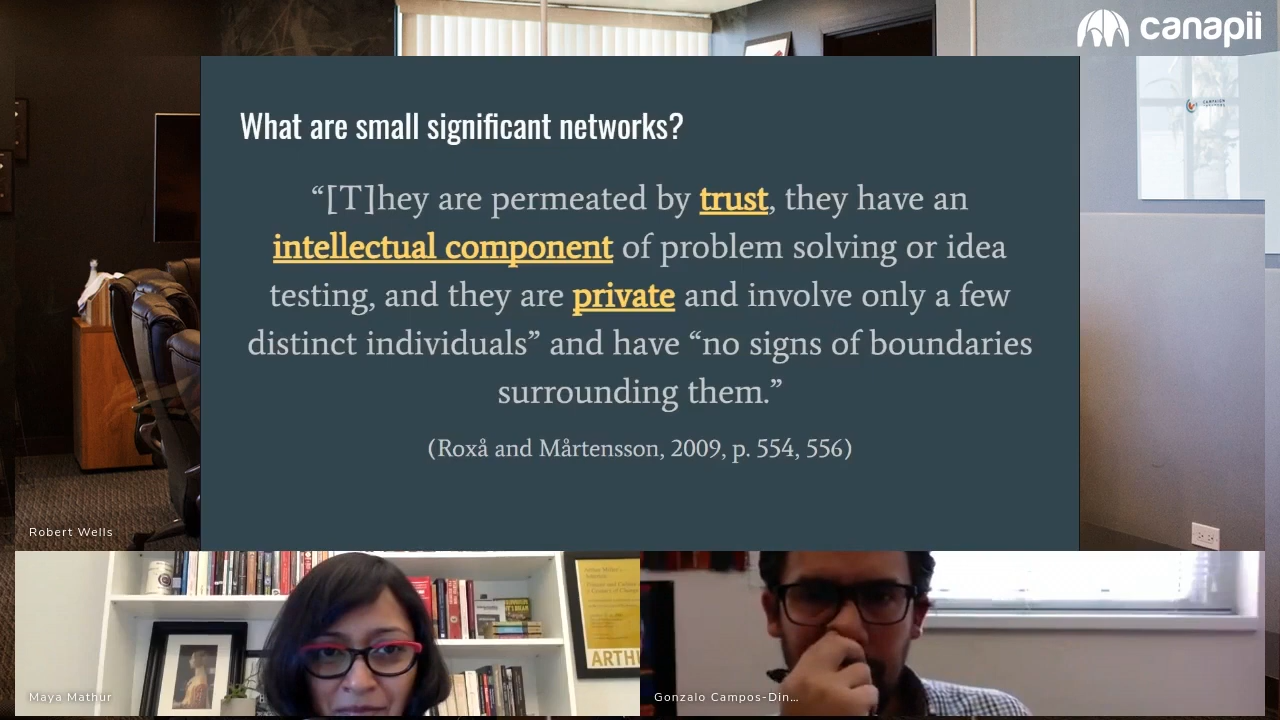 canapii
What are small significant networks?
“[T]hey are permeated by trust, they have an
intellectual component of problem solving or idea
testing, and they are private and involve only a few
distinct individuals” and have “no signs of boundaries
surrounding them.”
(Roxå and Mårtensson, 2009, p. 554, 556)
Robert Wells
Maya Mathur
Gonzalo Campos-Din...
ARTHU